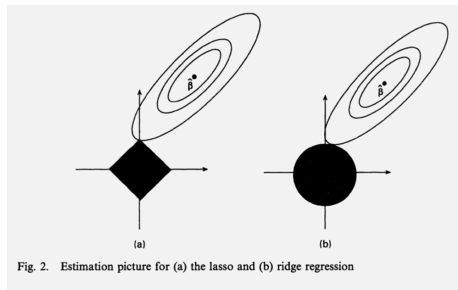 β̂
β̂
(a)
(b)
Fig. 2. Estimation picture for (a) the lasso and (b) ridge regression